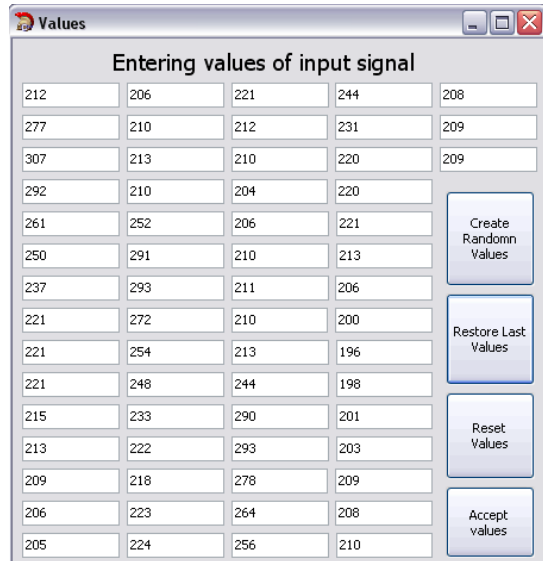 Values
Entering values of input signal
212 206 221 244 208
277 210 212 231 209
307 213 210 220 209
292 210 204 220
261 252 206 221
250 291 210 213
237 293 211 206
221 272 210 200
221 254 213 196
221 248 244 198
215 233 290 201
213 222 293 203
209 218 278 209
206 223 264 208
205 224 256 210
Create
Randomn
Values
Restore Last
Values
Reset
Values
Accept
values